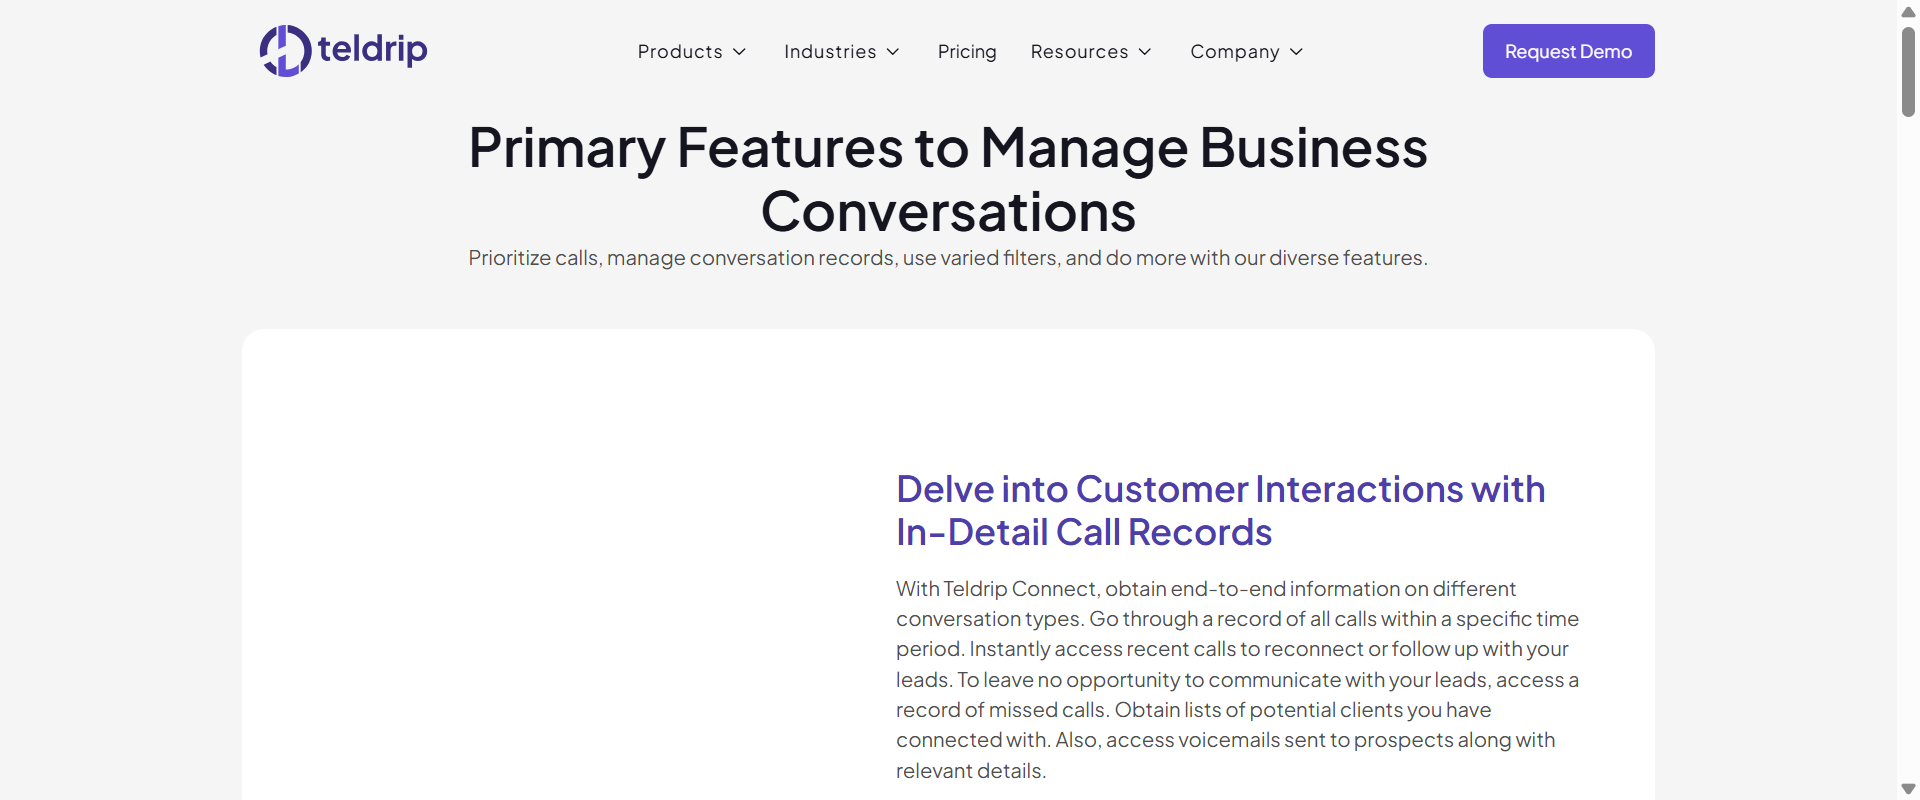 teldrip
Products
Industries
Pricing
Resources
Company
Request Demo
Primary Features to Manage Business
Conversations
Prioritize calls, manage conversation records, use varied filters, and do more with our diverse features.
Delve into Customer Interactions with
In-Detail Call Records
With Teldrip Connect, obtain end-to-end information on different
conversation types. Go through a record of all calls within a specific time
period. Instantly access recent calls to reconnect or follow up with your
leads. To leave no opportunity to communicate with your leads, access a
record of missed calls. Obtain lists of potential clients you have
connected with. Also, access voicemails sent to prospects along with
relevant details.